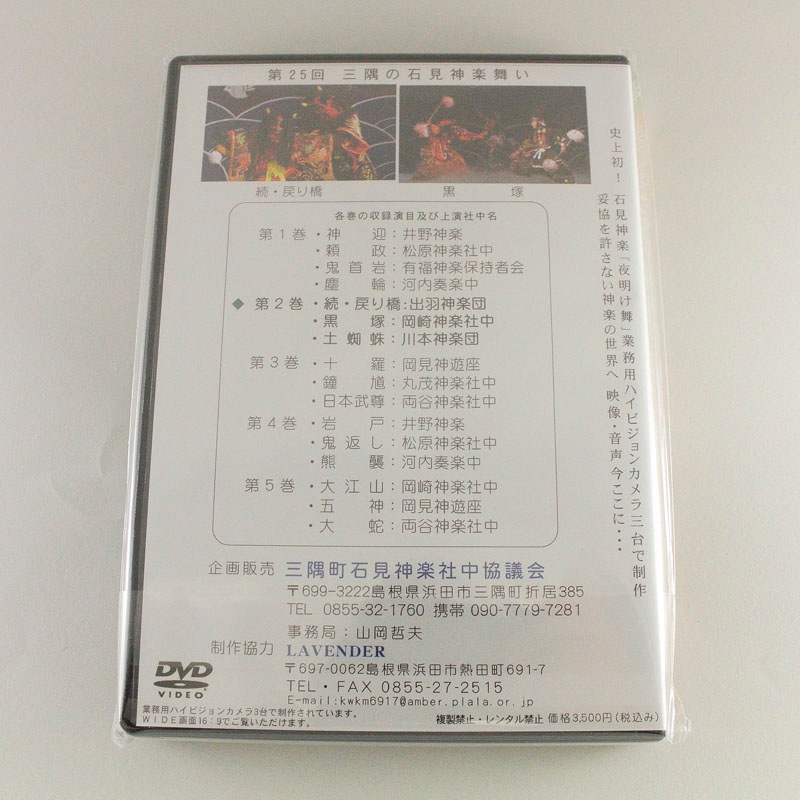 第25回 三隅の石見神楽舞い
続・戻り橋
黒 塚
各巻の収録演目及び上演社中名
第1巻・神 迎：井野神楽
・頼 政：松原神楽社中
・鬼 首 岩：有福神楽保持者会
・塵 輪：河内奏楽中
◆ 第2巻・続・戻り橋：出羽神楽団
・黒 塚：岡崎神楽社中
・土 蜘 蛛：川本神楽団
第3巻・十 羅：岡見神遊座
・鐘 馗：丸茂神楽社中
・日本武尊：両谷神楽社中
第4巻・岩 戸：井野神楽
・鬼 返 し：松原神楽社中
・熊 襲：河内奏楽中
第5巻・大 江 山：岡崎神楽社中
・五 神：岡見神遊座
・大 蛇：両谷神楽社中
史上初！ 石見神楽「夜明け舞」業務用ハイビジョンカメラ三台で制作
妥協を許さない神楽の世界へ 映像・音声 今ここに・・・
企画販売 三隅町石見神楽社中協議会
〒699-3222島根県浜田市三隅町折居385
TEL 0855-32-1760 携帯 090-7779-7281
事務局：山岡哲夫
制作協力 LAVENDER
〒697-0062島根県浜田市熱田町691-7
TEL・FAX 0855-27-2515
E-mail:kwkm6917@amber.plala.or.jp
DVD
VIDEO
業務用ハイビジョンカメラ3台で制作されています。
WIDE画面16：9でご覧いただけます。
複製禁止・レンタル禁止 価格3,500円（税込み）